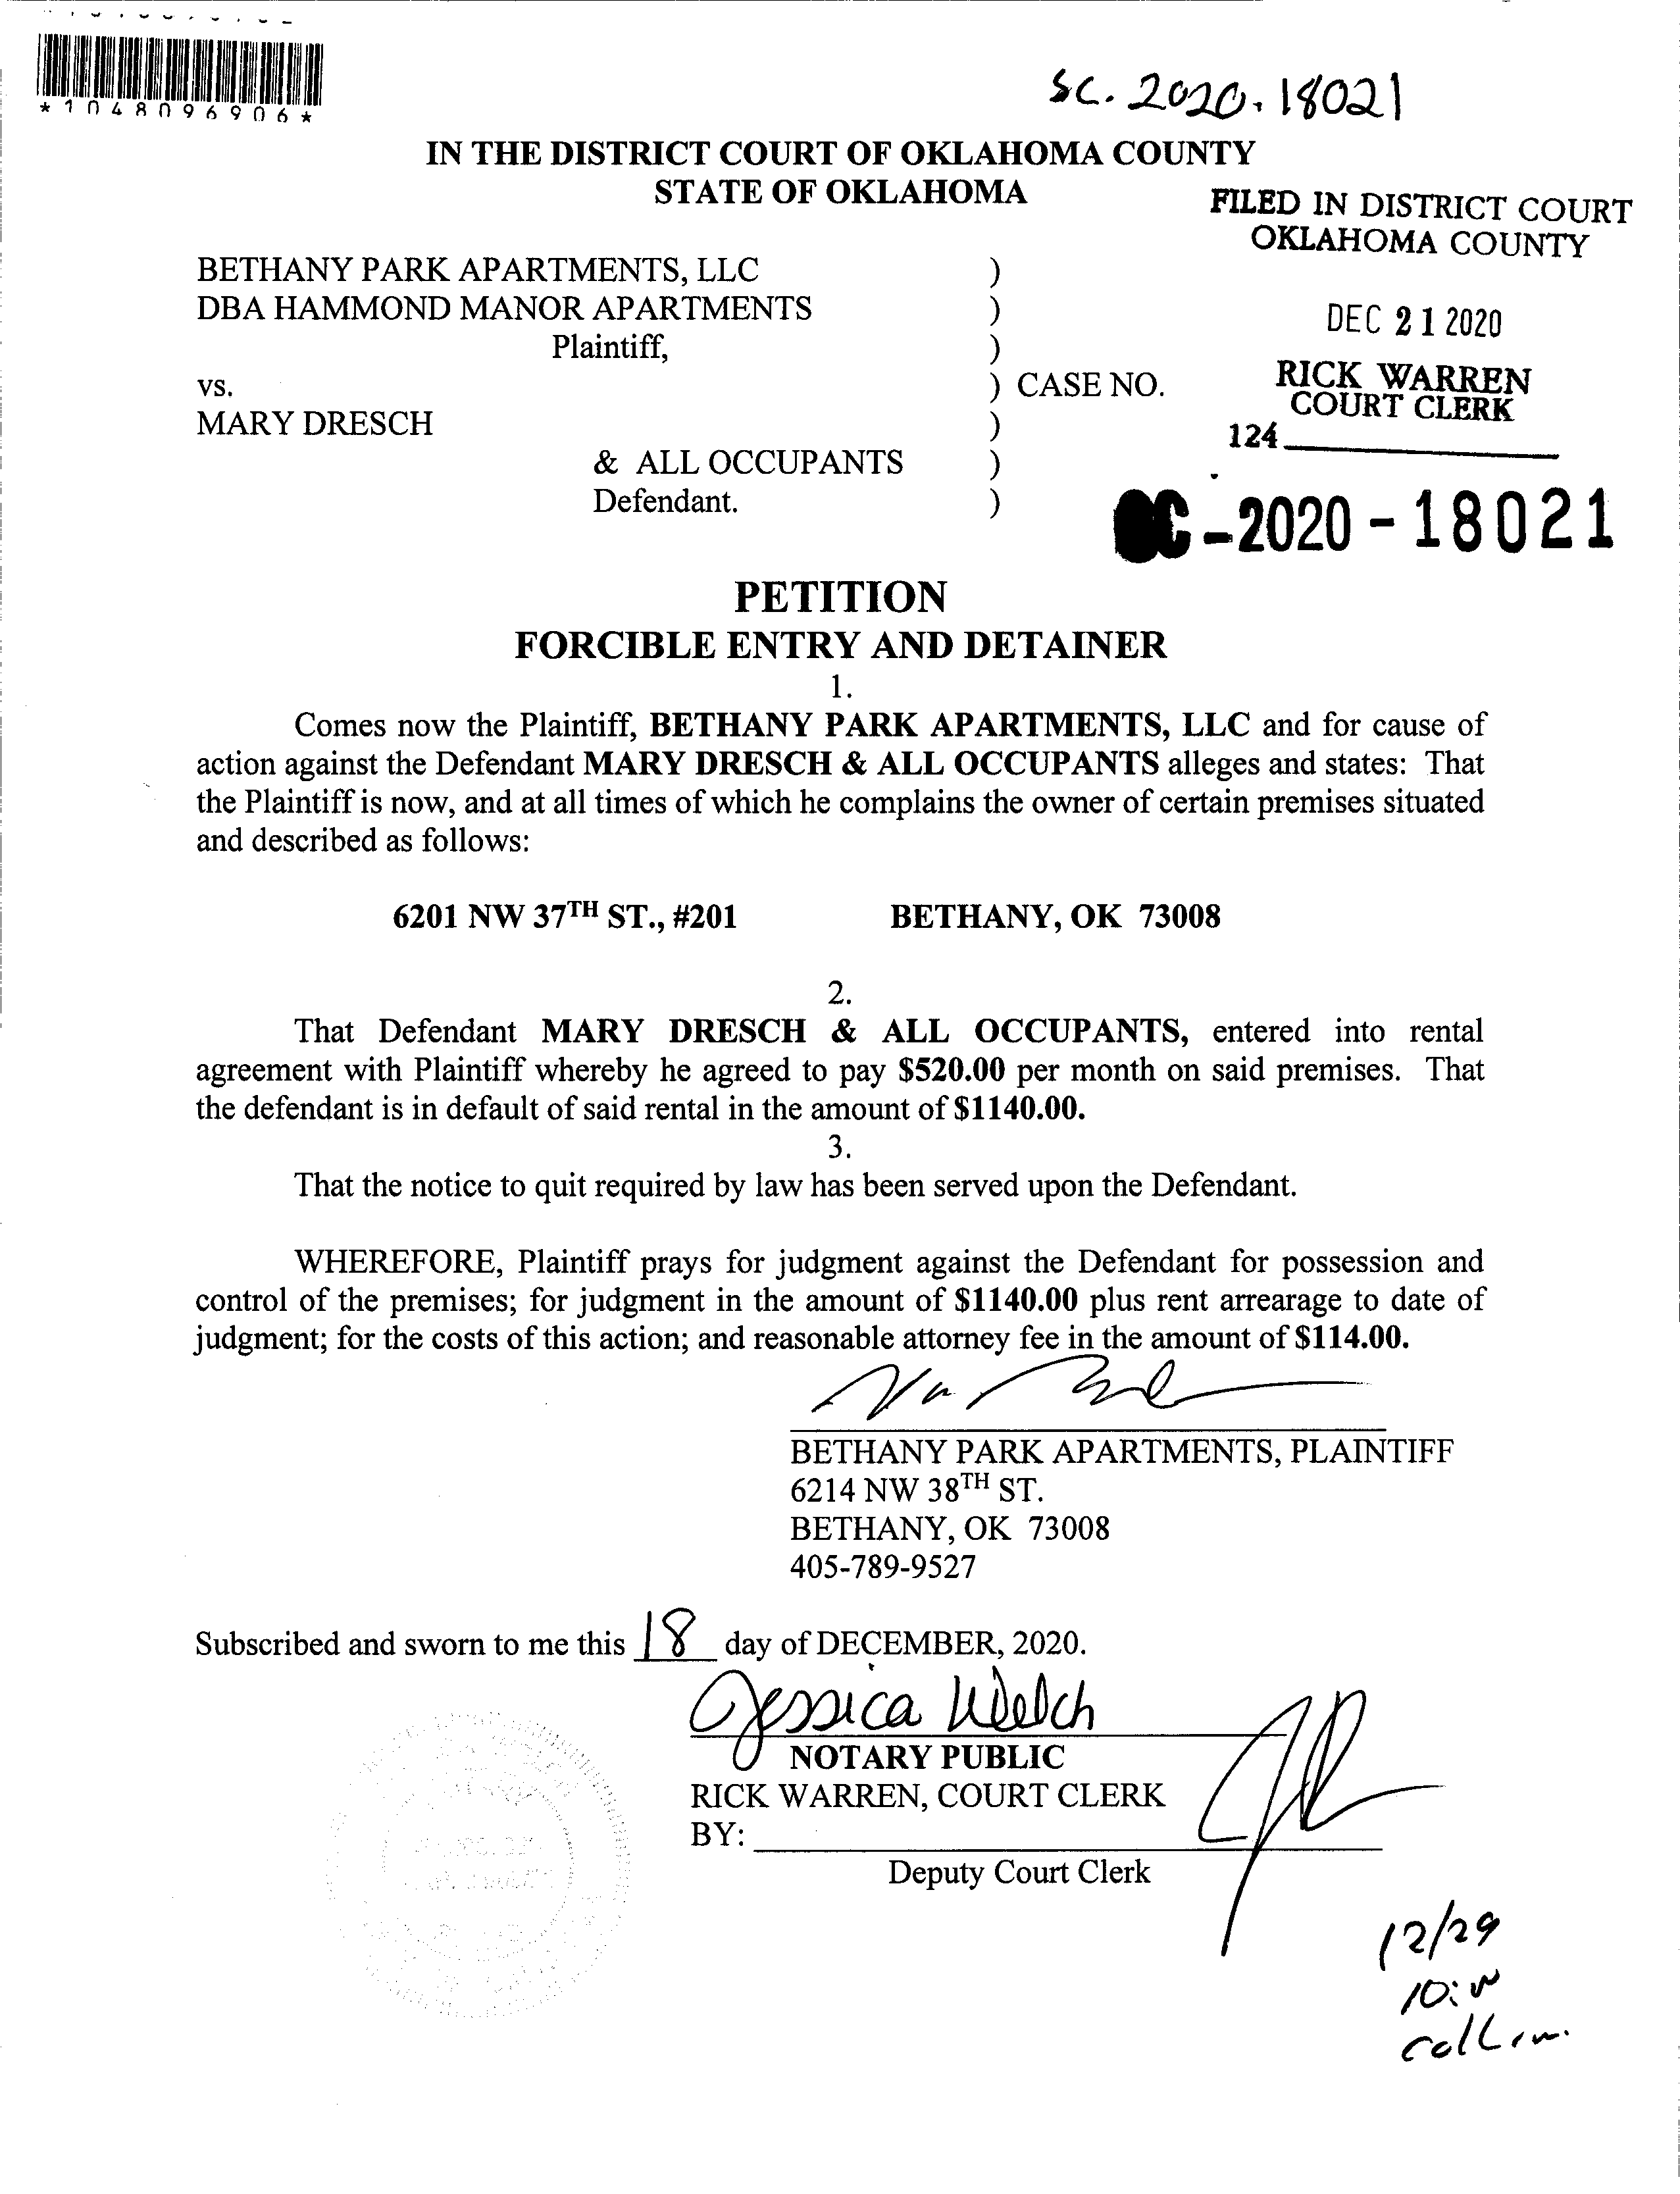 *1048096906*
SC. 2020. 18021
IN THE DISTRICT COURT OF OKLAHOMA COUNTY
STATE OF OKLAHOMA
FILED IN DISTRICT COURT
OKLAHOMA COUNTY
BETHANY PARK APARTMENTS, LLC )
DBA HAMMOND MANOR APARTMENTS )
DEC 21 2020
Plaintiff, )
vs. ) CASE NO.
RICK WARREN
COURT CLERK
MARY DRESCH )
124
& ALL OCCUPANTS )
Defendant. )
C-2020-18021
PETITION
FORCIBLE ENTRY AND DETAINER
1.
Comes now the Plaintiff, BETHANY PARK APARTMENTS, LLC and for cause of
action against the Defendant MARY DRESCH & ALL OCCUPANTS alleges and states: That
the Plaintiff is now, and at all times of which he complains the owner of certain premises situated
and described as follows:
6201 NW 37TH ST., #201 BETHANY, OK 73008
2.
That Defendant MARY DRESCH & ALL OCCUPANTS, entered into rental
agreement with Plaintiff whereby he agreed to pay $520.00 per month on said premises. That
the defendant is in default of said rental in the amount of $1140.00.
3.
That the notice to quit required by law has been served upon the Defendant.
WHEREFORE, Plaintiff prays for judgment against the Defendant for possession and
control of the premises; for judgment in the amount of $1140.00 plus rent arrearage to date of
judgment; for the costs of this action; and reasonable attorney fee in the amount of $114.00.
BETHANY PARK APARTMENTS, PLAINTIFF
6214 NW 38TH ST.
BETHANY, OK 73008
405-789-9527
Subscribed and sworn to me this 18 day of DECEMBER, 2020.
Jessica Welch
NOTARY PUBLIC
RICK WARREN, COURT CLERK
BY:
Deputy Court Clerk
12/29